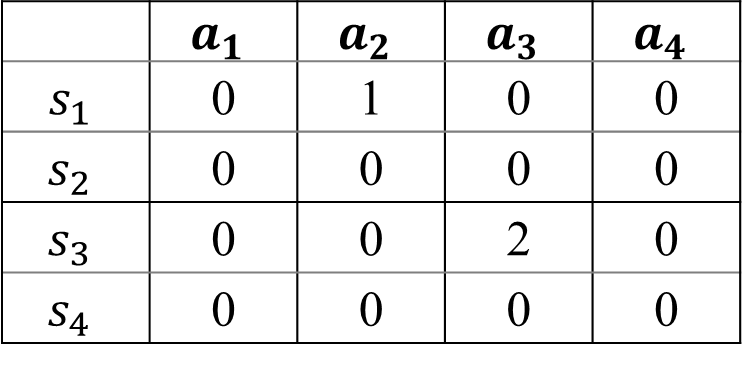 a₁ a₂ a₃ a₄
s₁ 0 1 0 0
s₂ 0 0 0 0
s₃ 0 0 2 0
s₄ 0 0 0 0